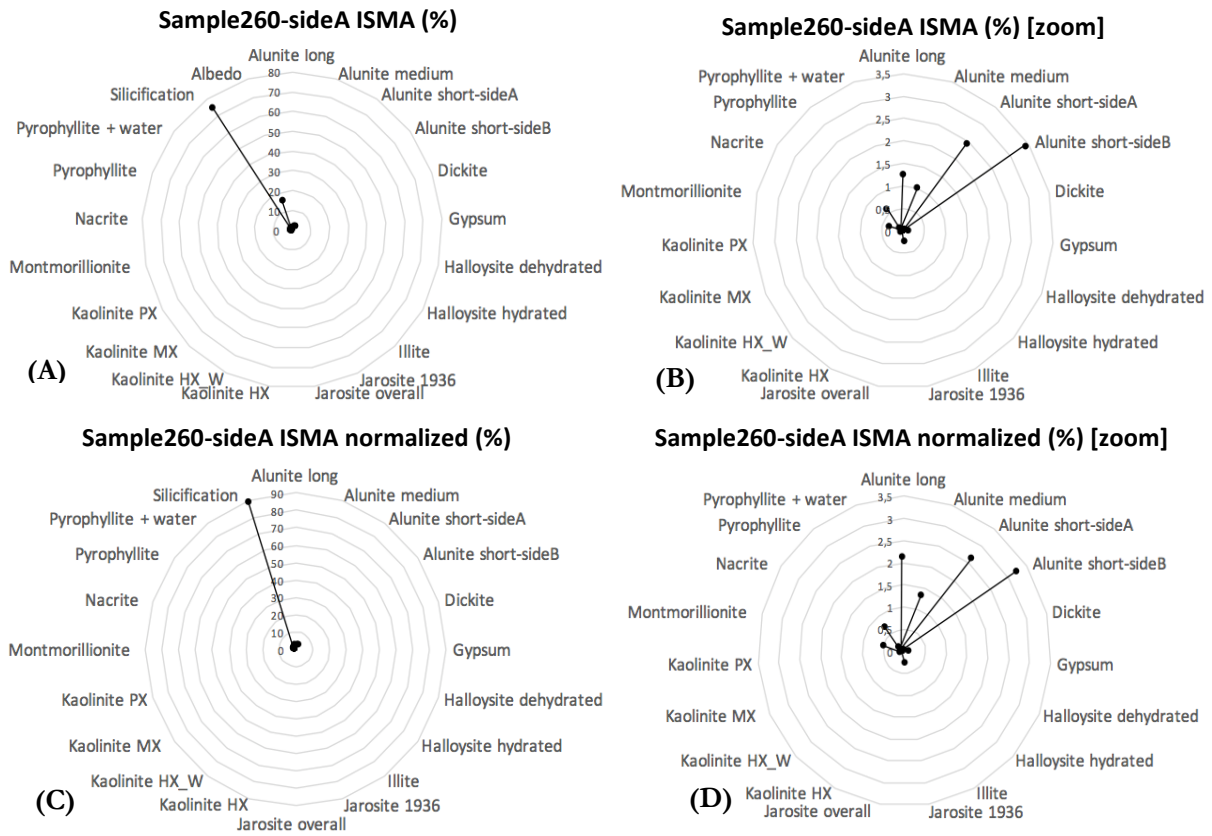 Sample260-sideA ISMA (%)
Alunite long
Albedo
Alunite medium
Silicification
Alunite short-sideA
Pyrophyllite + water
Alunite short-sideB
Pyrophyllite
Dickite
Nacrite
Gypsum
Montmorillionite
Halloysite dehydrated
Kaolinite PX
Halloysite hydrated
Kaolinite MX
Illite
Kaolinite HX_W
Jarosite 1936
Kaolinite HX
Jarosite overall
80
70
60
50
40
30
20
10
0
(A)
Sample260-sideA ISMA (%) [zoom]
Alunite long
Pyrophyllite + water
Alunite medium
Pyrophyllite
Alunite short-sideA
Nacrite
Alunite short-sideB
Montmorillionite
Dickite
Kaolinite PX
Gypsum
Kaolinite MX
Halloysite dehydrated
Kaolinite HX_W
Halloysite hydrated
Kaolinite HX
Illite
Jarosite overall
Jarosite 1936
3,5
3
2,5
2
1,5
1
0,5
0
(B)
Sample260-sideA ISMA normalized (%)
Alunite long
Silicification
Alunite medium
Pyrophyllite + water
Alunite short-sideA
Pyrophyllite
Alunite short-sideB
Nacrite
Dickite
Montmorillionite
Gypsum
Kaolinite PX
Halloysite dehydrated
Kaolinite MX
Halloysite hydrated
Kaolinite HX_W
Illite
Kaolinite HX
Jarosite 1936
Jarosite overall
90
80
70
60
50
40
30
20
10
0
(C)
Sample260-sideA ISMA normalized (%) [zoom]
Alunite long
Pyrophyllite + water
Alunite medium
Pyrophyllite
Alunite short-sideA
Nacrite
Alunite short-sideB
Montmorillionite
Dickite
Kaolinite PX
Gypsum
Kaolinite MX
Halloysite dehydrated
Kaolinite HX_W
Halloysite hydrated
Kaolinite HX
Illite
Jarosite overall
Jarosite 1936
3,5
3
2,5
2
1,5
1
0,5
0
(D)